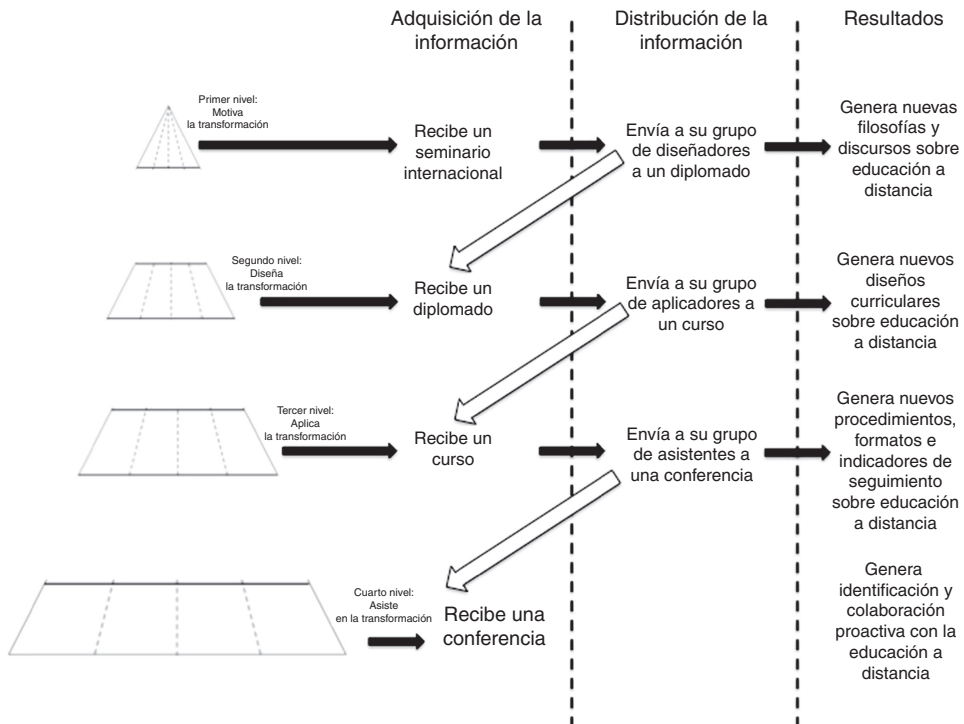 Adquisición de la
información
Distribución de la
información
Resultados
Primer nivel:
Motiva
la transformación
Recibe un
seminario
internacional
Envía a su grupo
de diseñadores
a un diplomado
Genera nuevas
filosofías y
discursos sobre
educación a
distancia
Segundo nivel:
Diseña
la transformación
Recibe un
diplomado
Envía a su grupo
de aplicadores a
un curso
Genera nuevos
diseños
curriculares
sobre educación
a distancia
Tercer nivel:
Aplica
la transformación
Recibe un
curso
Envía a su grupo
de asistentes a
una conferencia
Genera nuevos
procedimientos,
formatos e
indicadores de
seguimiento
sobre educación
a distancia
Cuarto nivel:
Asiste
en la transformación
Recibe una
conferencia
Genera
identificación y
colaboración
proactiva con la
educación a
distancia